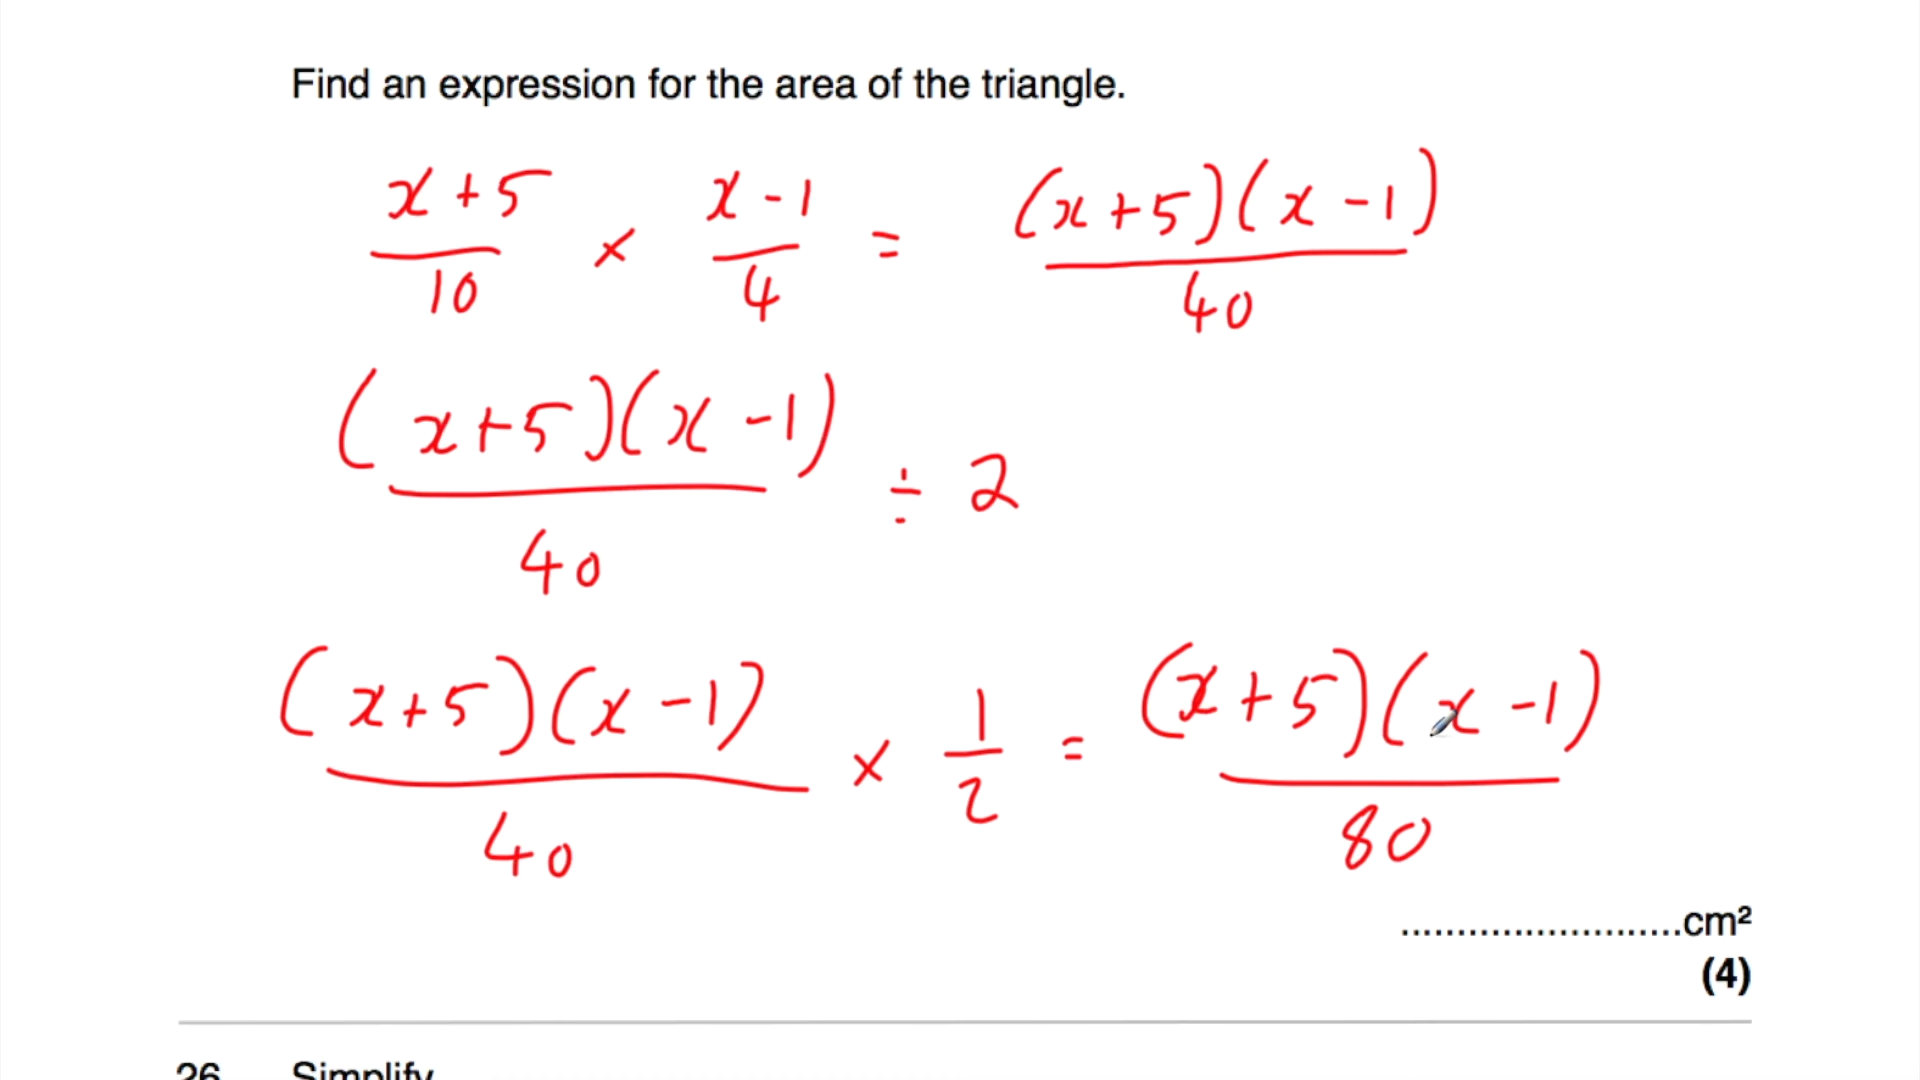 Find an expression for the area of the triangle.
x+5/10 × x-1/4 = (x+5)(x-1)/40
(x+5)(x-1)/40 ÷ 2
(x+5)(x-1)/40 × 1/2 = (x+5)(x-1)/80
........................cm²
(4)
26 Simplify